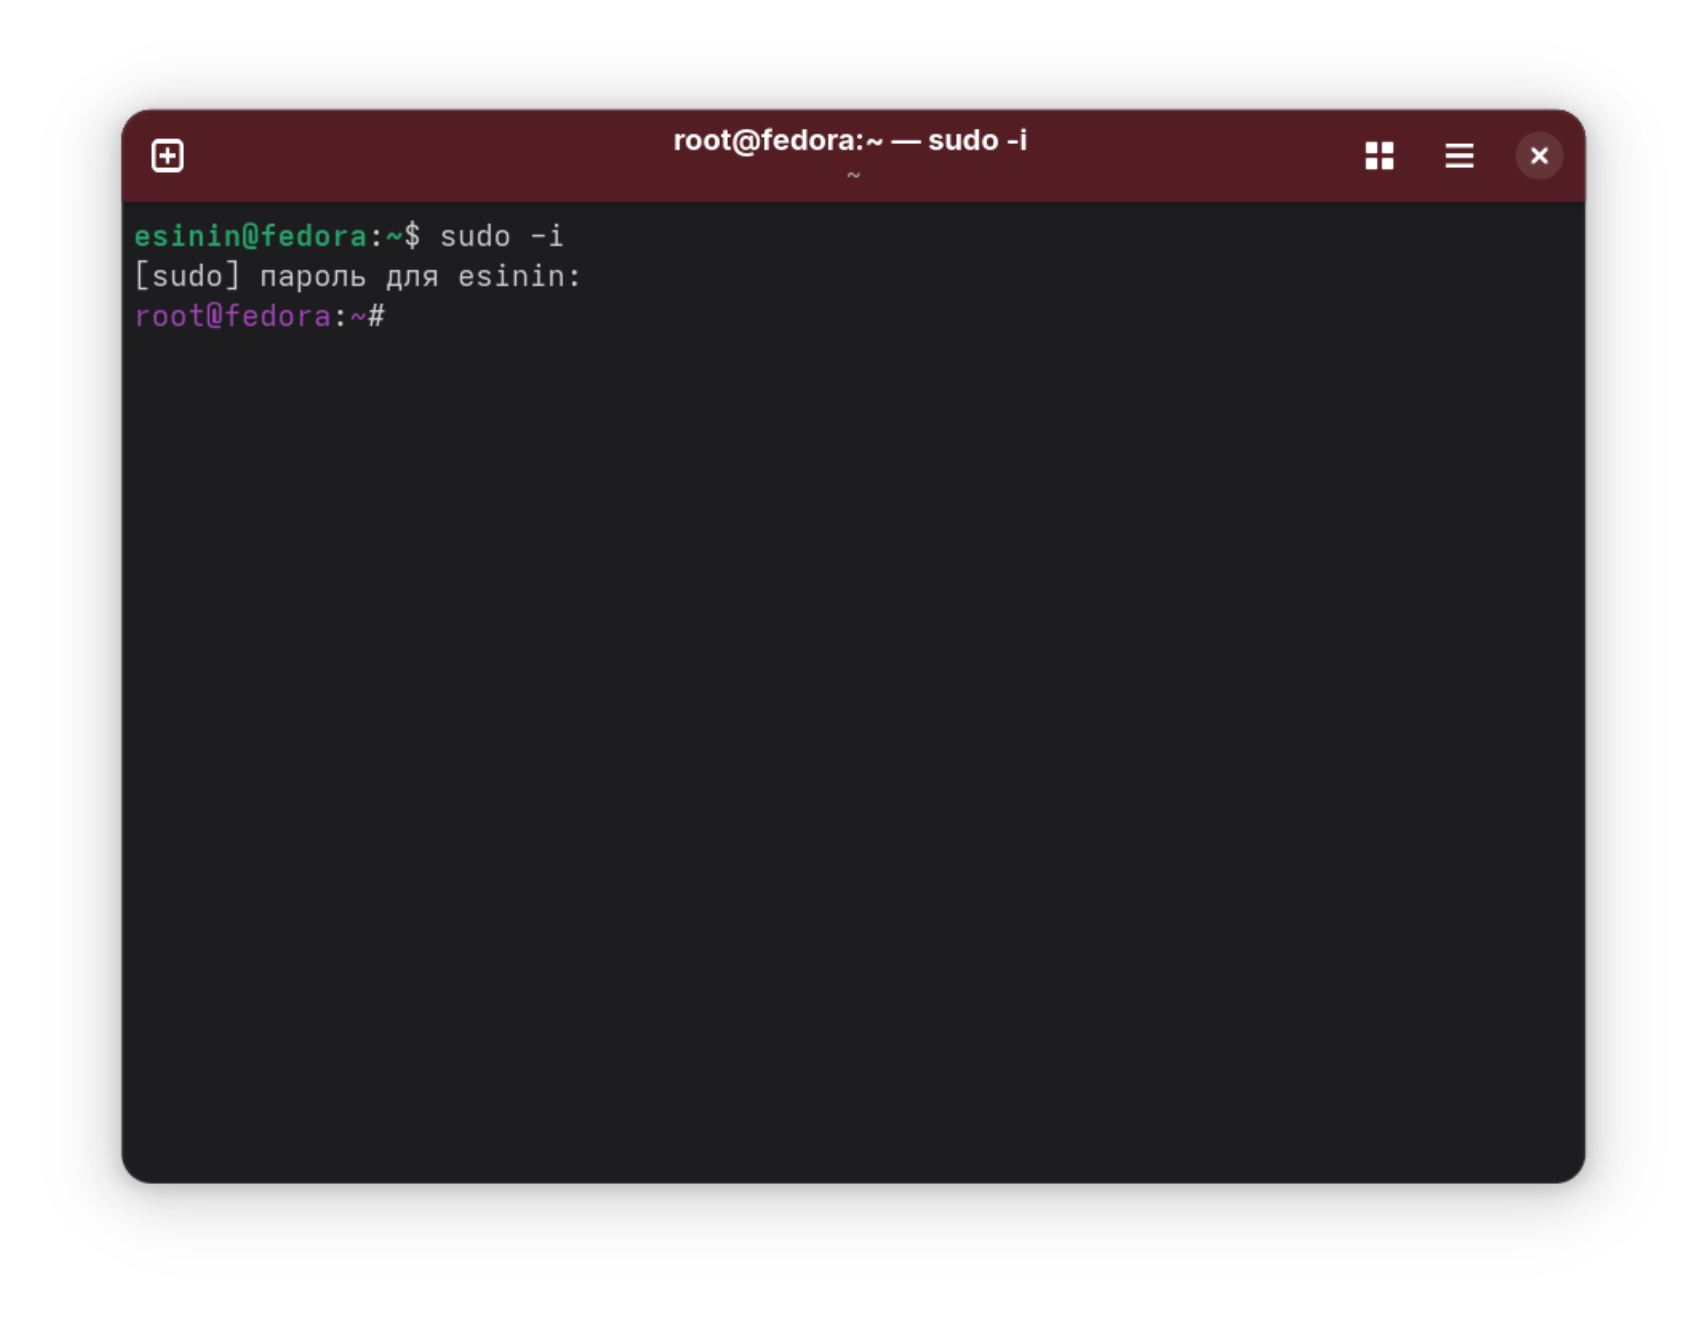 root@fedora:~ — sudo -i
~
esinin@fedora:~$ sudo -i
[sudo] пароль для esinin:
root@fedora:~#